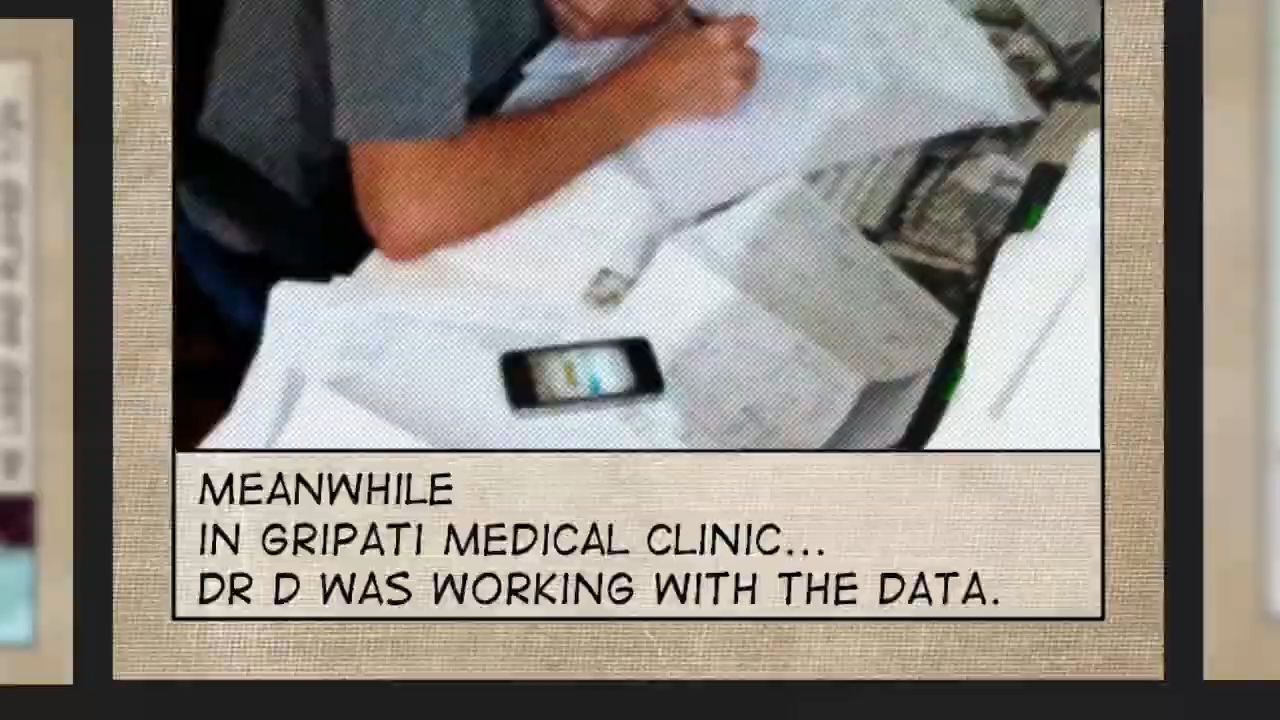 MEANWHILE
IN GRIPATI MEDICAL CLINIC...
DR D WAS WORKING WITH THE DATA.